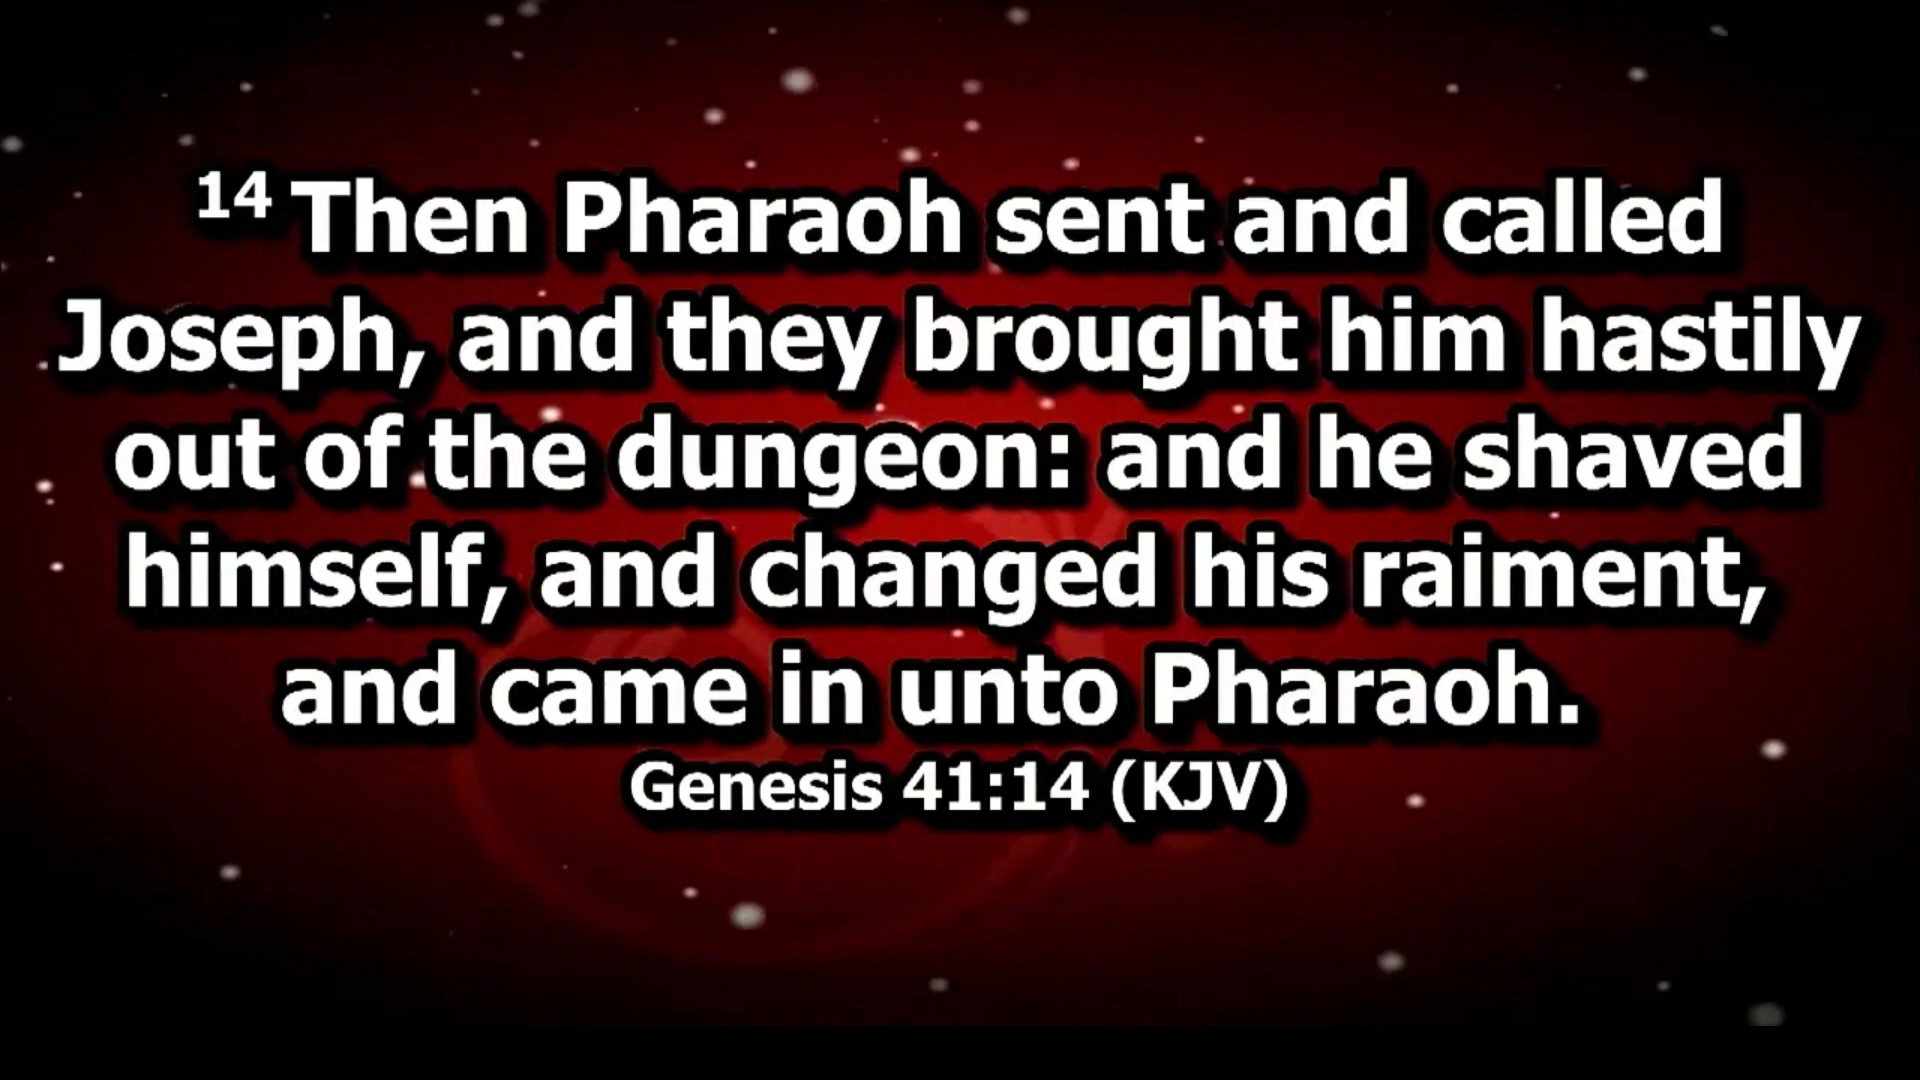 14 Then Pharaoh sent and called
Joseph, and they brought him hastily
out of the dungeon: and he shaved
himself, and changed his raiment,
and came in unto Pharaoh.
Genesis 41:14 (KJV)